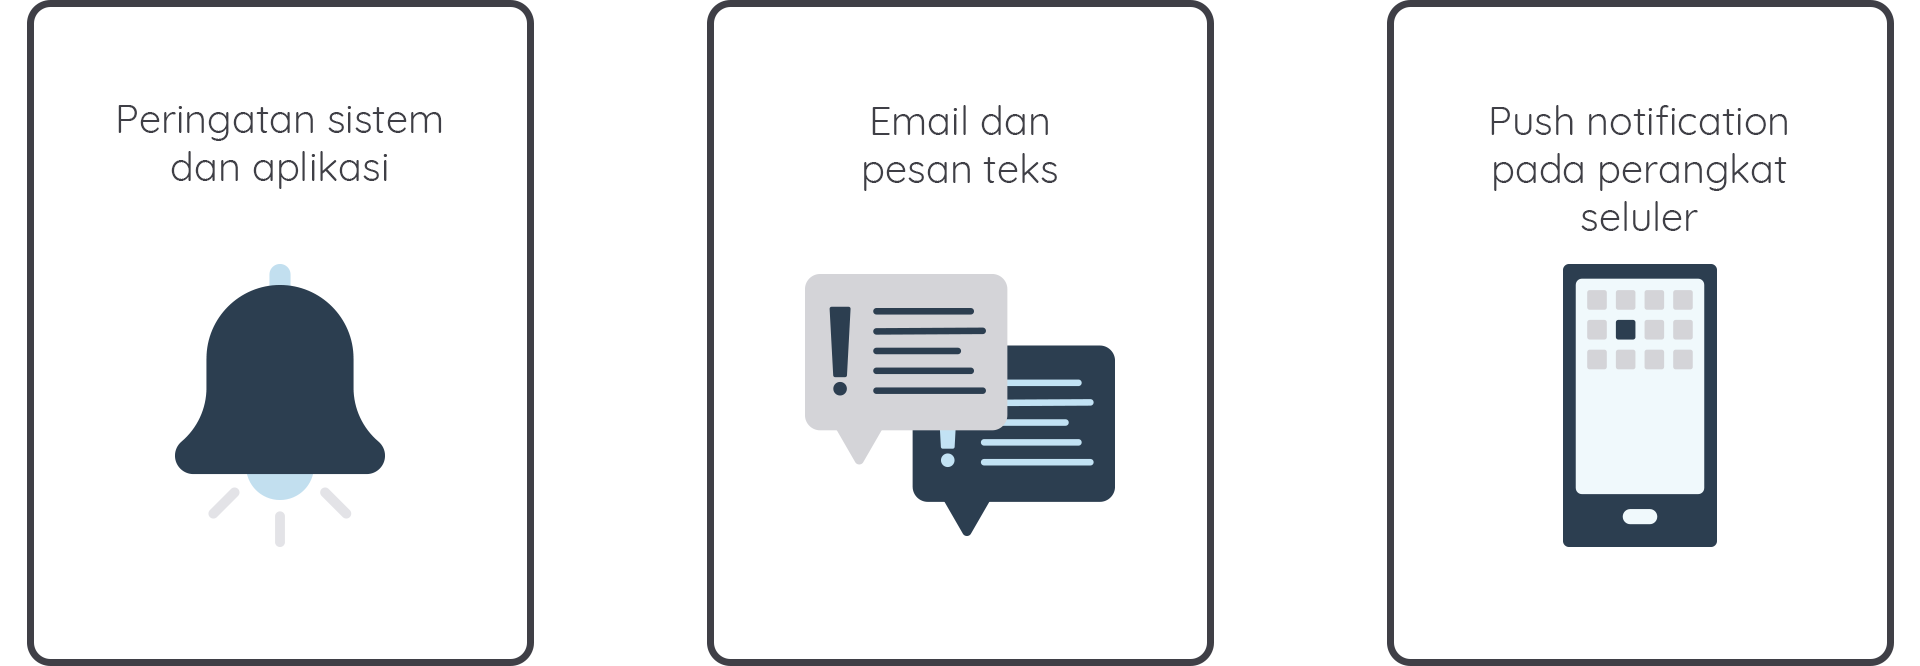 Peringatan sistem
dan aplikasi
Email dan
pesan teks
Push notification
pada perangkat
seluler